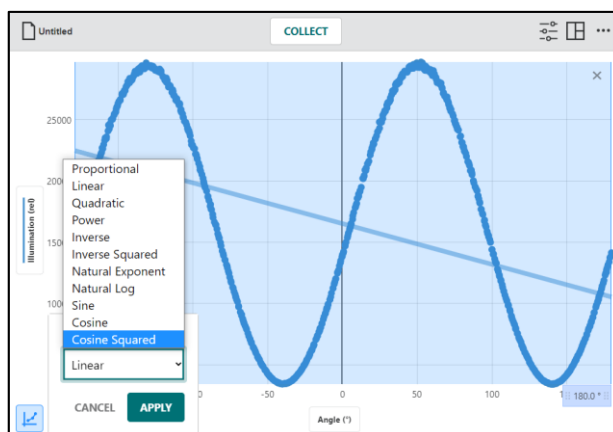 Untitled
COLLECT
25000
Illumination (rel)
Proportional
Linear
Quadratic
Power
Inverse
Inverse Squared
Natural Exponent
Natural Log
Sine
Cosine
Cosine Squared
Linear
CANCEL
APPLY
-50
0
50
100
180.0 °
Angle (°)